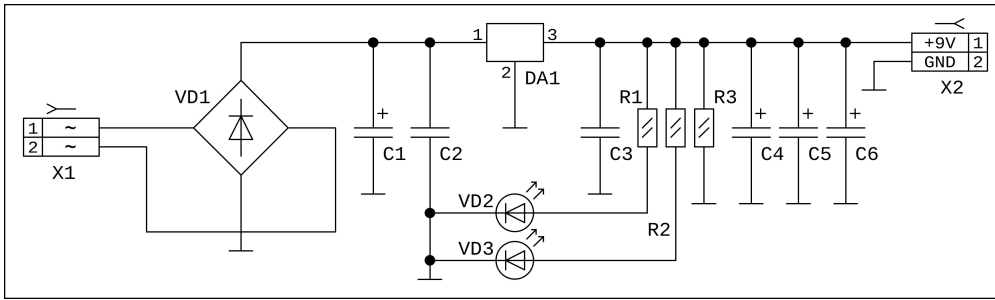 1 3
+9V 1
2
GND 2
DA1
X2
VD1
R1
R3
1 ~
2 ~
+
+
+
+
C1
C2
C3
C4
C5
C6
X1
VD2
R2
VD3